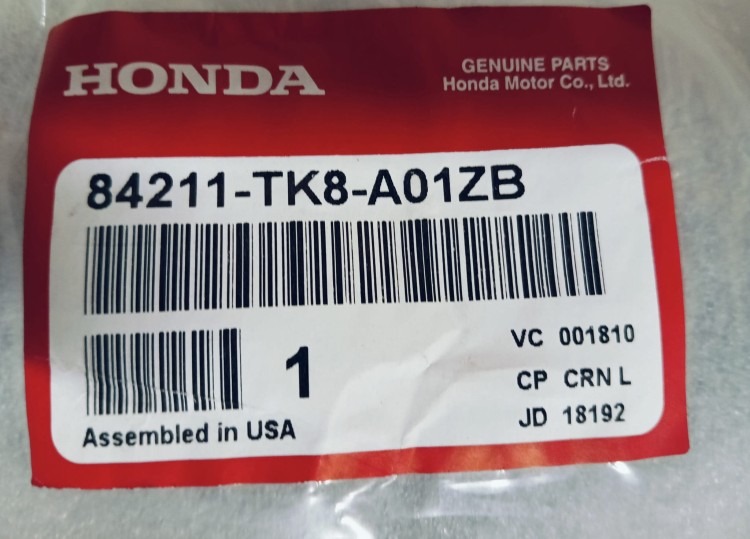 HONDA
GENUINE PARTS
Honda Motor Co., Ltd.
84211-TK8-A01ZB
1
VC 001810
CP CRN L
JD 18192
Assembled in USA